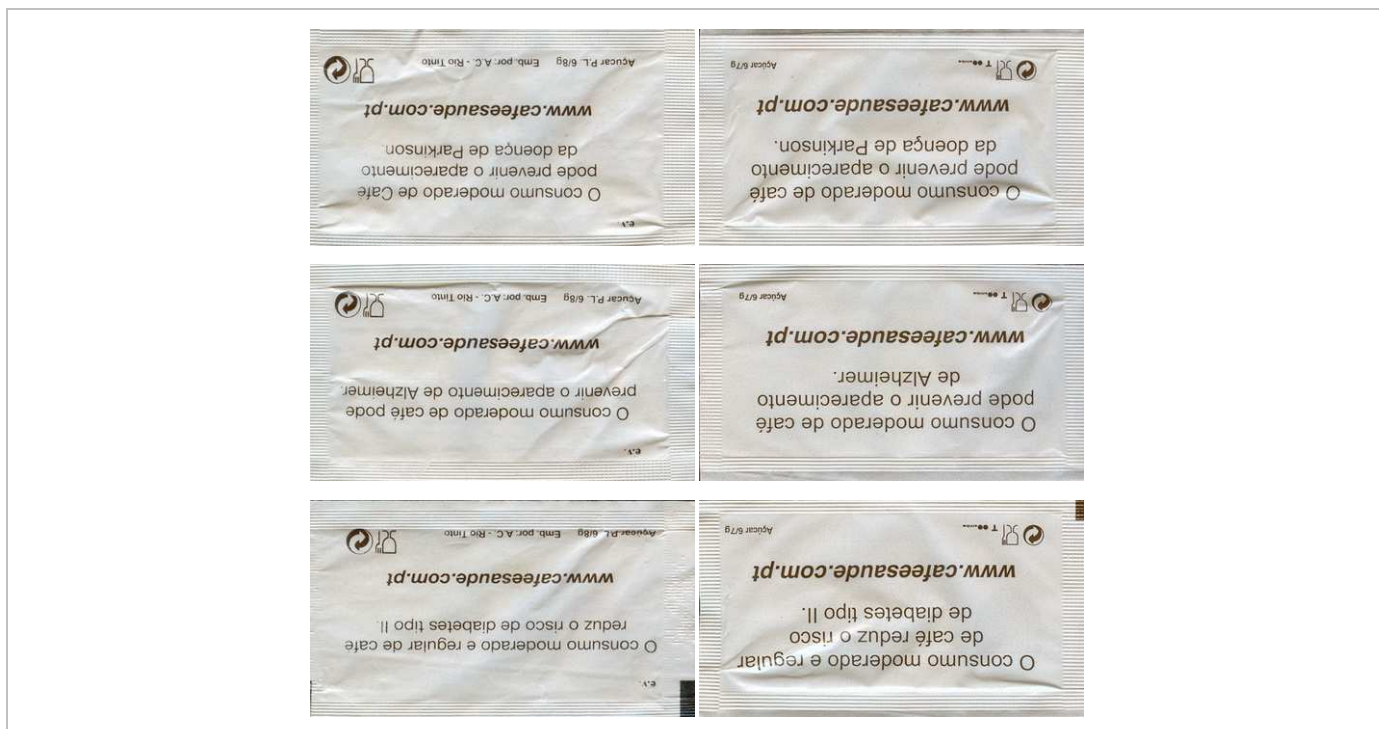 e.v.
O consumo moderado de Café
pode prevenir o aparecimento
da doença de Parkinson.
www.cafeesaude.com.pt
Açucar P.L. 6/8g Emb. por: A.C. - Rio Tinto
O consumo moderado de café
pode prevenir o aparecimento
da doença de Parkinson.
www.cafeesaude.com.pt
T Açúcar 6/7g
e.v.
O consumo moderado de café pode
prevenir o aparecimento de Alzheimer.
www.cafeesaude.com.pt
Açucar P.L. 6/8g Emb. por: A.C. - Rio Tinto
O consumo moderado de café
pode prevenir o aparecimento
de Alzheimer.
www.cafeesaude.com.pt
T Açúcar 6/7g
e.v.
O consumo moderado e regular de café
reduz o risco de diabetes tipo II.
www.cafeesaude.com.pt
Açucar P.L. 6/8g Emb. por: A.C. - Rio Tinto
O consumo moderado e regular
de café reduz o risco
de diabetes tipo II.
www.cafeesaude.com.pt
T Açúcar 6/7g